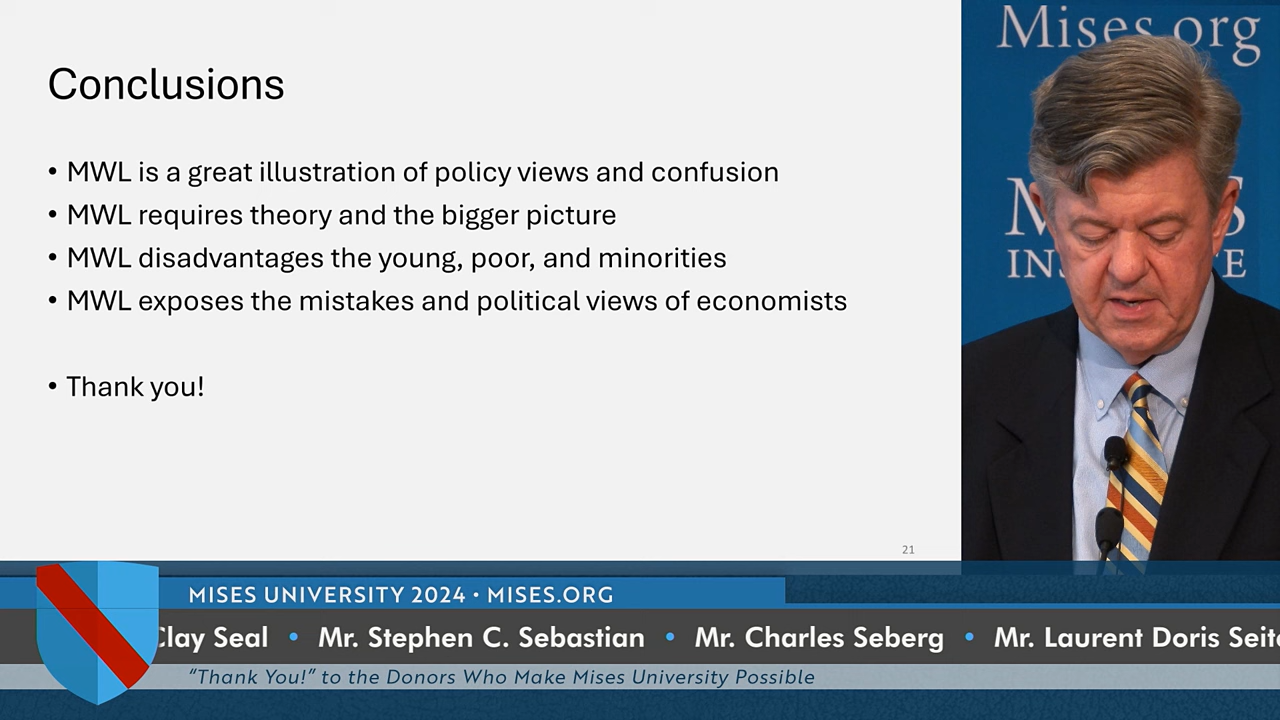 Conclusions
• MWL is a great illustration of policy views and confusion
• MWL requires theory and the bigger picture
• MWL disadvantages the young, poor, and minorities
• MWL exposes the mistakes and political views of economists
• Thank you!
21
Mises.org
MISES UNIVERSITY 2024 • MISES.ORG
Clay Seal • Mr. Stephen C. Sebastian • Mr. Charles Seberg • Mr. Laurent Doris
“Thank You!” to the Donors Who Make Mises University Possible